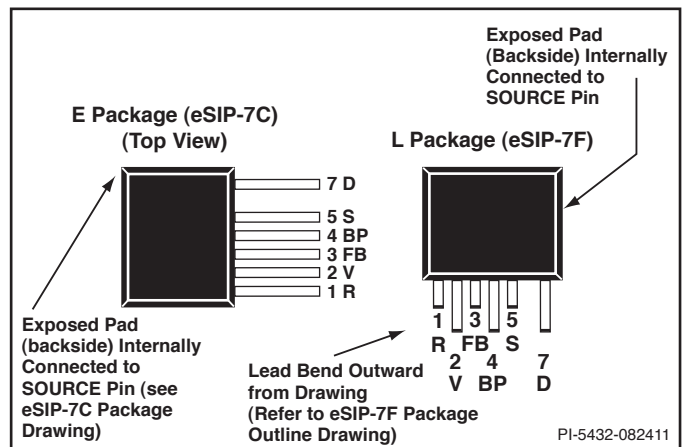 Exposed Pad
(Backside) Internally
Connected to
SOURCE Pin
E Package (eSIP-7C)
(Top View)
L Package (eSIP-7F)
7 D
5 S
4 BP
3 FB
2 V
1 R
Exposed Pad
(backside) Internally
Connected to
SOURCE Pin (see
eSIP-7C Package
Drawing)
1 3 5
R FB S
2 4 7
V BP D
Lead Bend Outward
from Drawing
(Refer to eSIP-7F Package
Outline Drawing)
PI-5432-082411